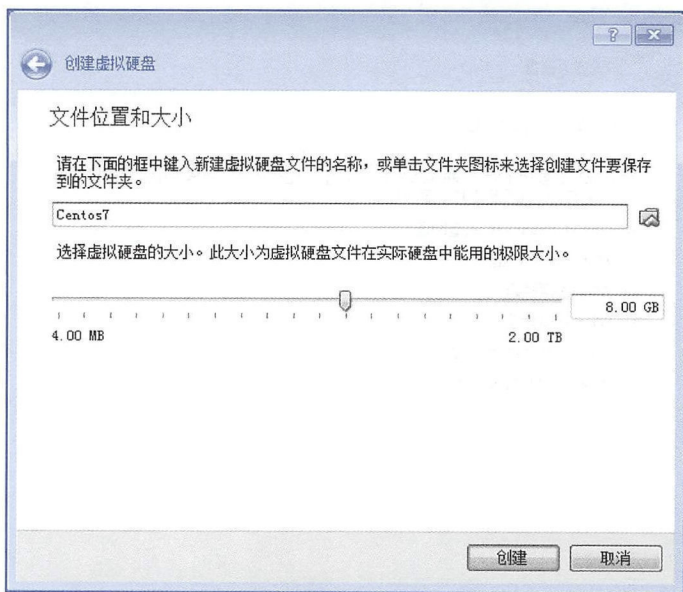 创建虚拟硬盘
文件位置和大小
请在下面的框中键入新建虚拟硬盘文件的名称，或单击文件夹图标来选择创建文件要保存
到的文件夹。
Centos7
选择虚拟硬盘的大小。此大小为虚拟硬盘文件在实际硬盘中能用的极限大小。
8.00 GB
4.00 MB 2.00 TB
创建 取消